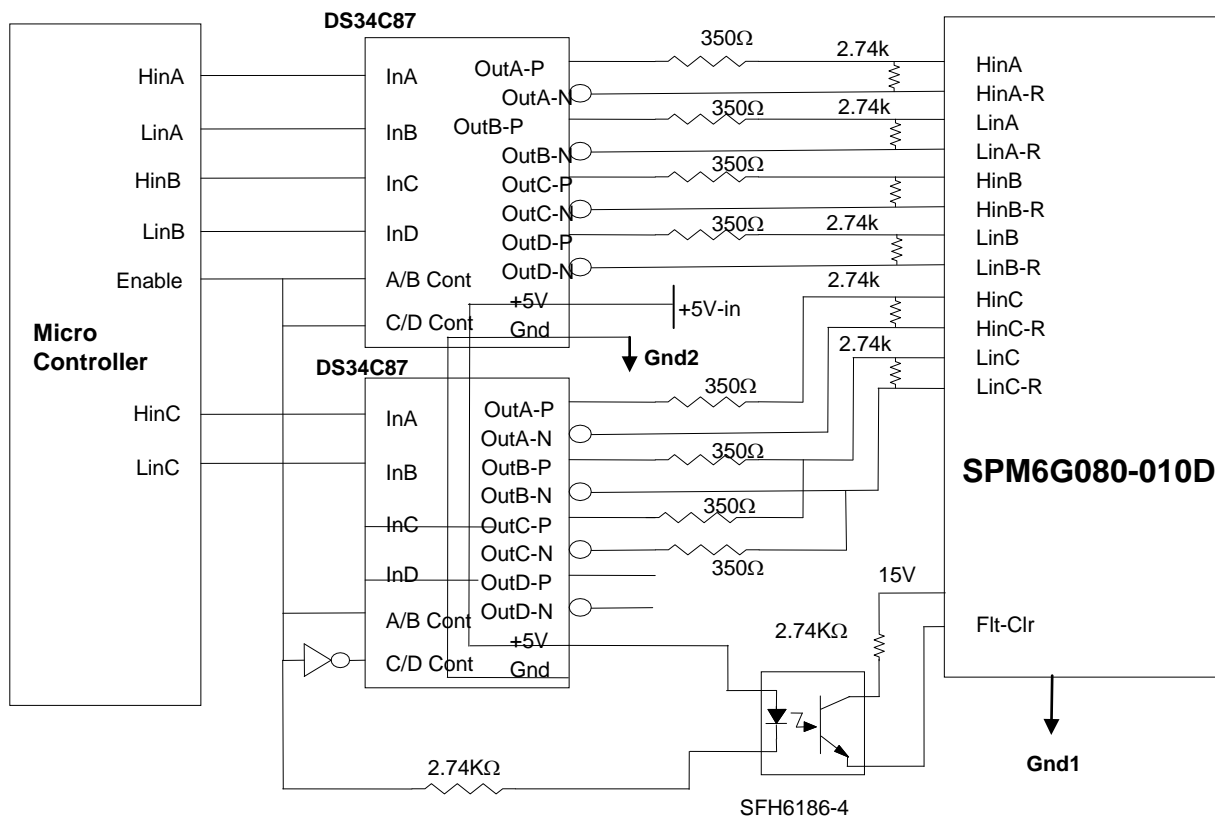 DS34C87
Micro
Controller
HinA
LinA
HinB
LinB
Enable
HinC
LinC
InA
InB
InC
InD
A/B Cont
C/D Cont
OutA-P
OutA-N
OutB-P
OutB-N
OutC-P
OutC-N
OutD-P
OutD-N
+5V
Gnd
+5V-in
Gnd2
350Ω
2.74k
350Ω
2.74k
350Ω
350Ω
2.74k
2.74k
2.74k
DS34C87
InA
InB
InC
InD
A/B Cont
C/D Cont
OutA-P
OutA-N
OutB-P
OutB-N
OutC-P
OutC-N
OutD-P
OutD-N
+5V
Gnd
350Ω
350Ω
350Ω
350Ω
HinA
HinA-R
LinA
LinA-R
HinB
HinB-R
LinB
LinB-R
HinC
HinC-R
LinC
LinC-R
SPM6G080-010D
Flt-Clr
15V
2.74KΩ
Gnd1
2.74KΩ
SFH6186-4